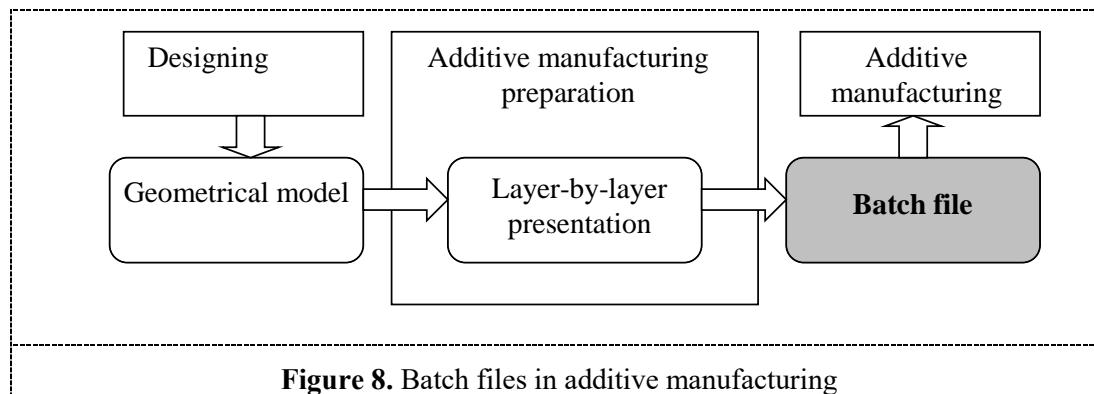 Designing
Additive manufacturing
preparation
Additive
manufacturing
Geometrical model
Layer-by-layer
presentation
Batch file
Figure 8. Batch files in additive manufacturing